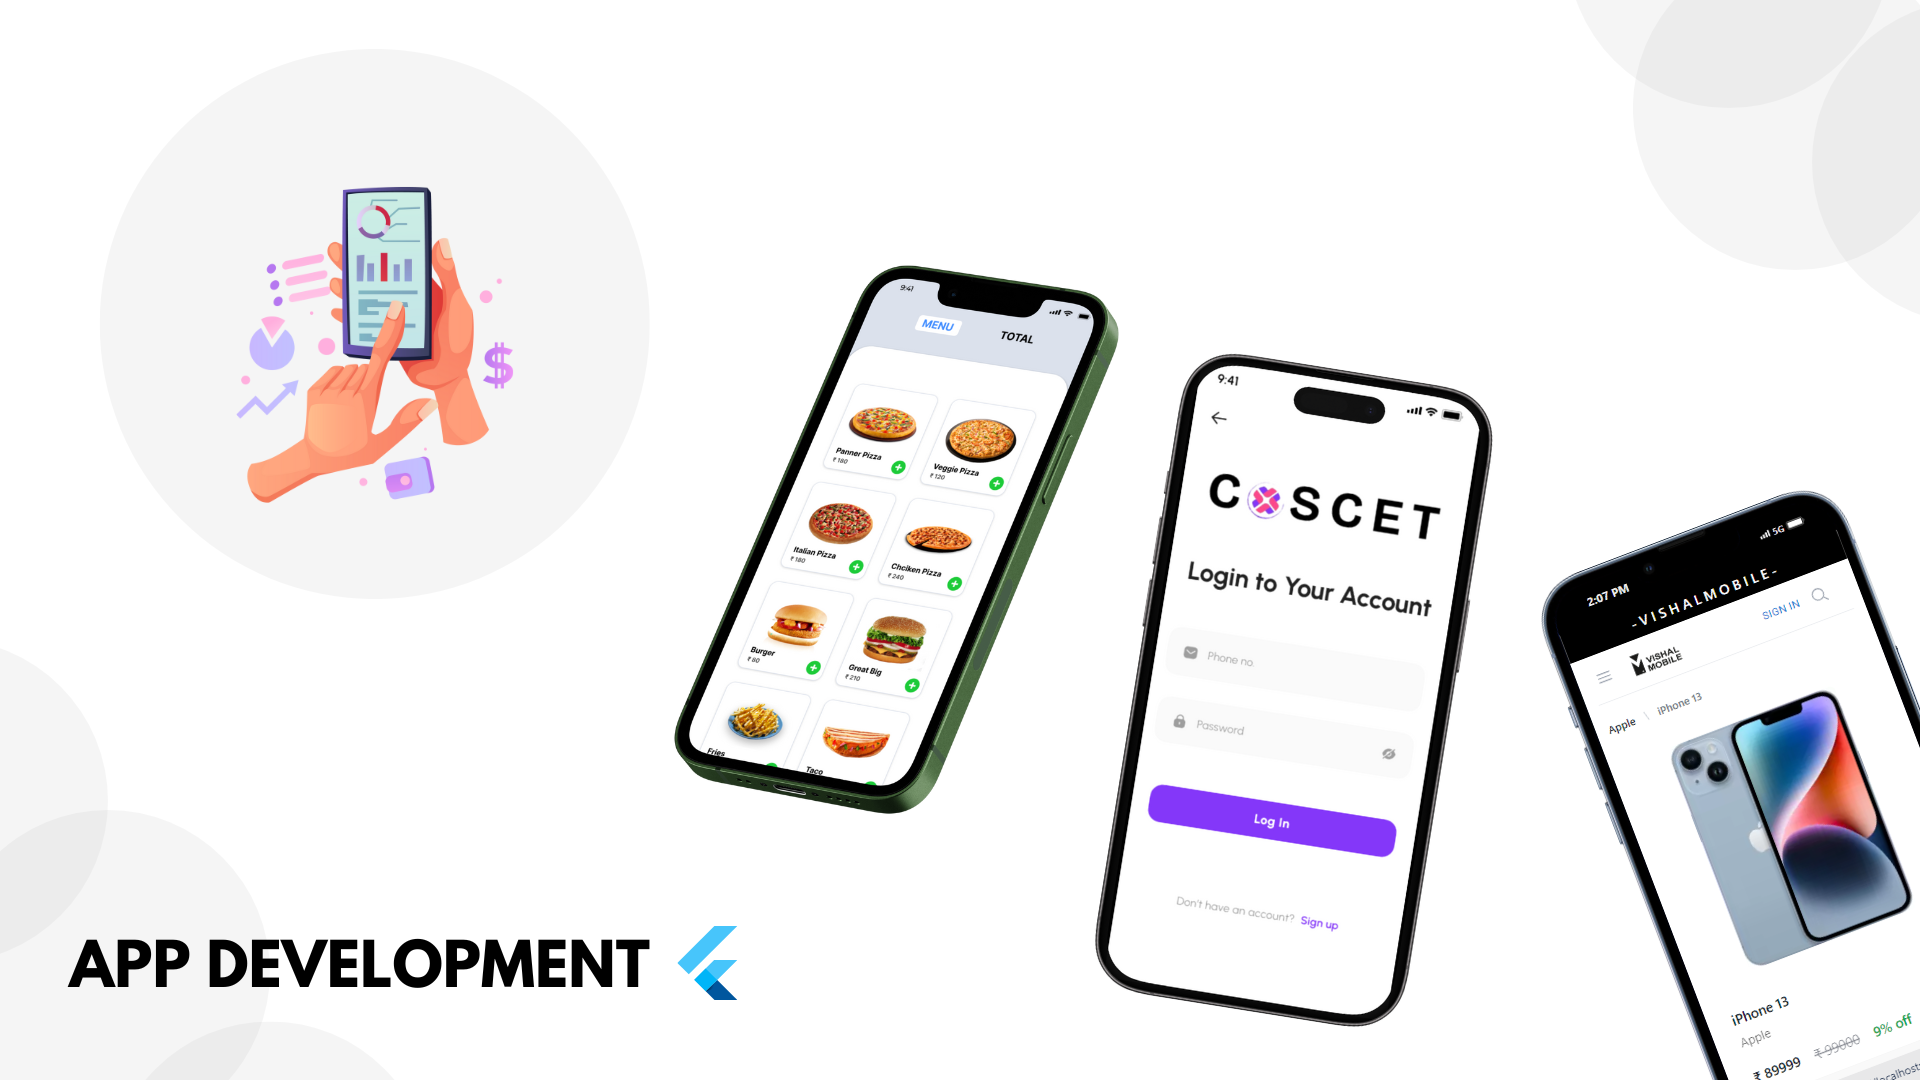 9:41
MENU
TOTAL
Panner Pizza
₹ 180
Veggie Pizza
₹ 120
Italian Pizza
₹ 180
Chciken Pizza
₹ 240
Burger
₹ 80
Great Big
₹ 210
Fries
Taco
9:41
COSCET
Login to Your Account
Phone no.
Password
Log In
Don't have an account? Sign up
2:07 PM
5G
-VISHALMOBILE-
SIGN IN
VISHAL
MOBILE
Apple \ iPhone 13
iPhone 13
Apple
₹ 89999 ₹ 99000 9% off
APP DEVELOPMENT